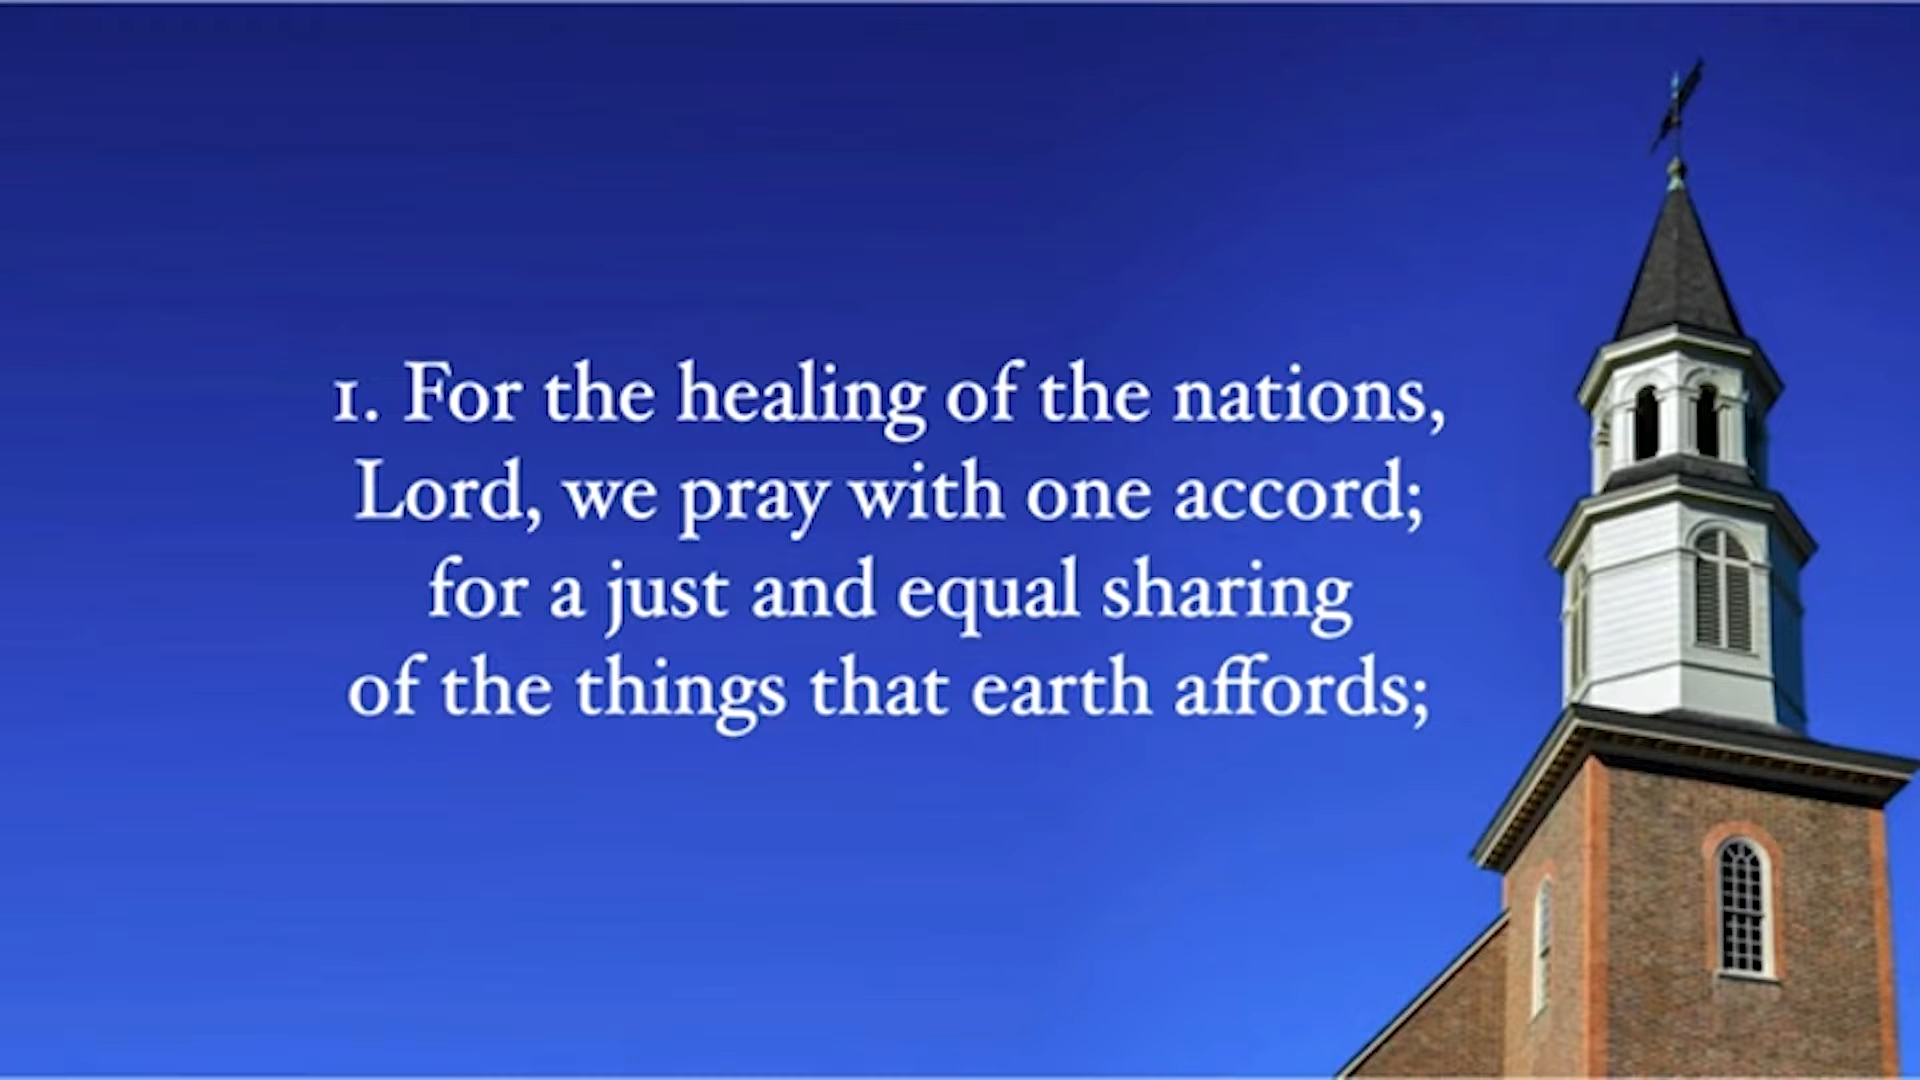 1. For the healing of the nations,
Lord, we pray with one accord;
for a just and equal sharing
of the things that earth affords;